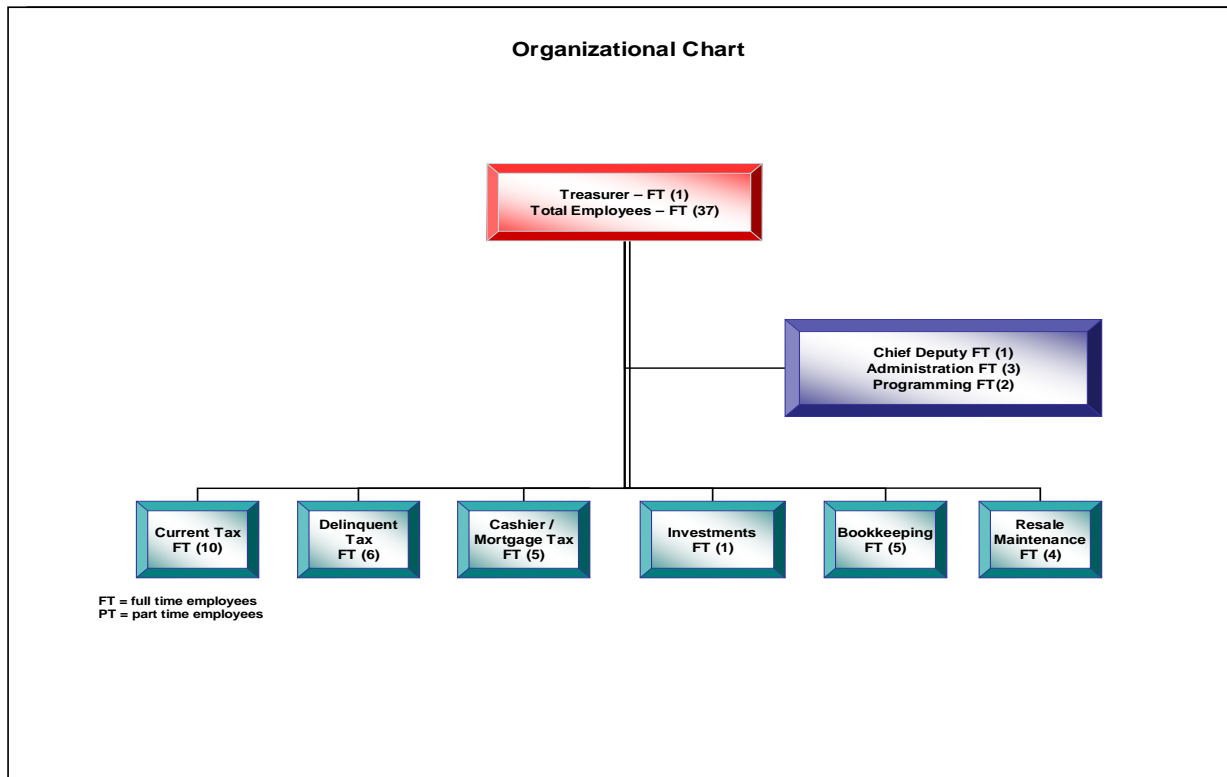 Organizational Chart
Treasurer – FT (1)
Total Employees – FT (37)
Chief Deputy FT (1)
Administration FT (3)
Programming FT(2)
Current Tax
FT (10)
Delinquent
Tax
FT (6)
Cashier /
Mortgage Tax
FT (5)
Investments
FT (1)
Bookkeeping
FT (5)
Resale
Maintenance
FT (4)
FT = full time employees
PT = part time employees